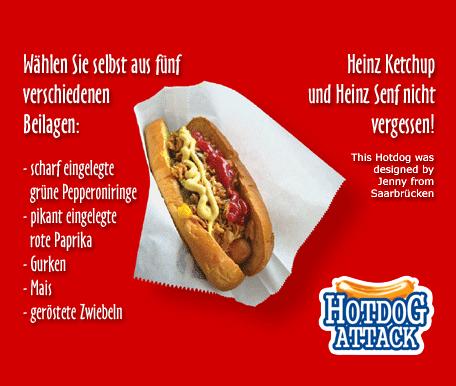 Wählen Sie selbst aus fünf
verschiedenen
Beilagen:
- scharf eingelegte
grüne Pepperoniringe
- pikant eingelegte
rote Paprika
- Gurken
- Mais
- geröstete Zwiebeln
Heinz Ketchup
und Heinz Senf nicht
vergessen!
This Hotdog was
designed by
Jenny from
Saarbrücken
HOTDOG
ATTACK